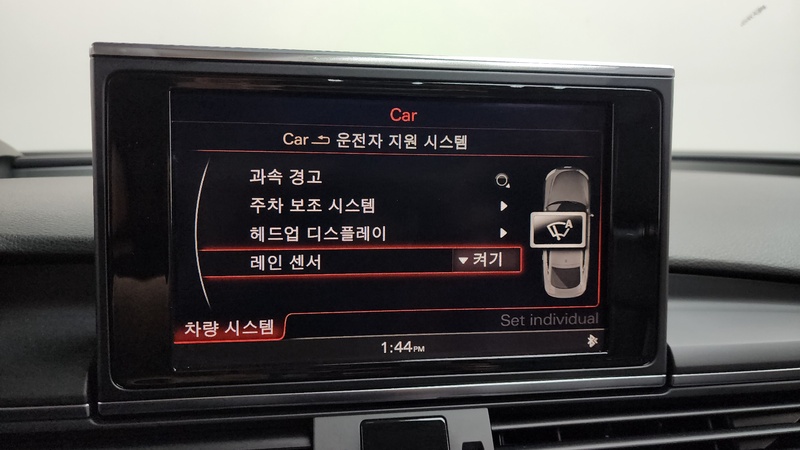 Car
Car 운전자 지원 시스템
과속 경고
주차 보조 시스템
헤드업 디스플레이
레인 센서 켜기
A
차량 시스템
Set individual
1:44PM